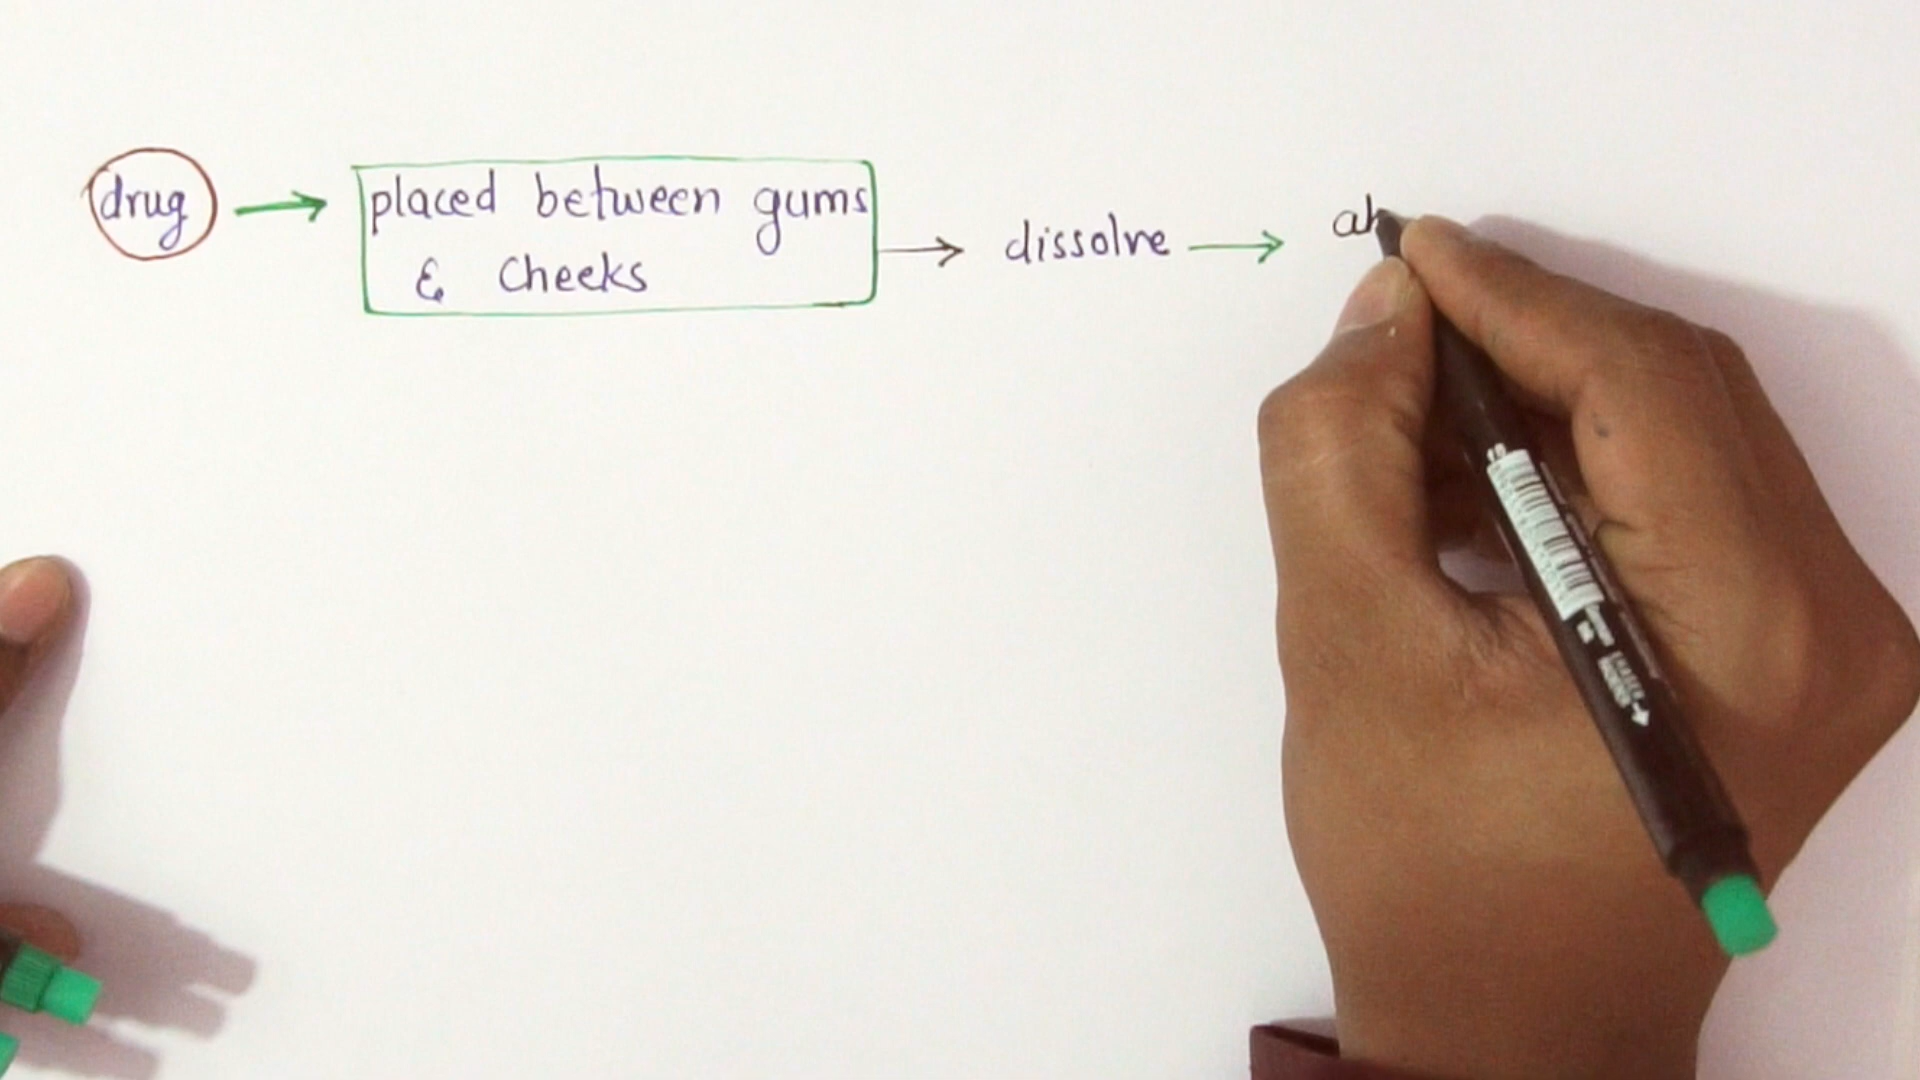 drug → placed between gums
& Cheeks → dissolve →